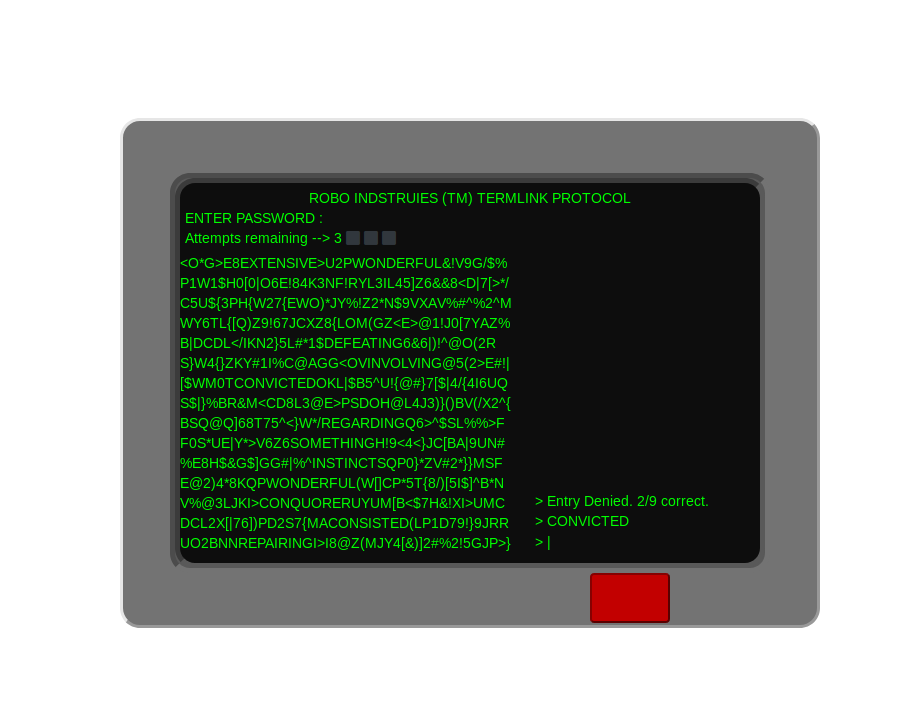 ROBO INDSTRUIES (TM) TERMLINK PROTOCOL
ENTER PASSWORD :
Attempts remaining --> 3
<O*G>E8EXTENSIVE>U2PWONDERFUL&!V9G/$%
P1W1$H0[0|O6E!84K3NF!RYL3IL45]Z6&&8<D|7[>*/
C5U${3PH{W27{EWO)*JY%!Z2*N$9VXAV%#^%2^M
WY6TL{[Q)Z9!67JCXZ8{LOM(GZ<E>@1!J0[7YAZ%
B|DCDL</IKN2}5L#*1$DEFEATING6&6|)!^@O(2R
S}W4{}ZKY#1I%C@AGG<OVINVOLVING@5(2>E#!|
[$WM0TCONVICTEDOKL|$B5^U!{@#}7[$|4/{4I6UQ
S$|}%BR&M<CD8L3@E>PSDOH@L4J3)}()BV(/X2^{
BSQ@Q]68T75^<}W*/REGARDINGQ6>^$SL%%>F
F0S*UE|Y*>V6Z6SOMETHINGH!9<4<}JC[BA|9UN#
%E8H$&G$]GG#|%^INSTINCTSQP0}*ZV#2*}}MSF
E@2)4*8KQPWONDERFUL(W[]CP*5T{8/)[5I$]^B*N
V%@3LJKI>CONQUORERUYUM[B<$7H&!XI>UMC
DCL2X[|76])PD2S7{MACONSISTED(LP1D79!}9JRR
UO2BNNREPAIRINGI>I8@Z(MJY4[&)]2#%2!5GJP>}
> Entry Denied. 2/9 correct.
> CONVICTED
> |